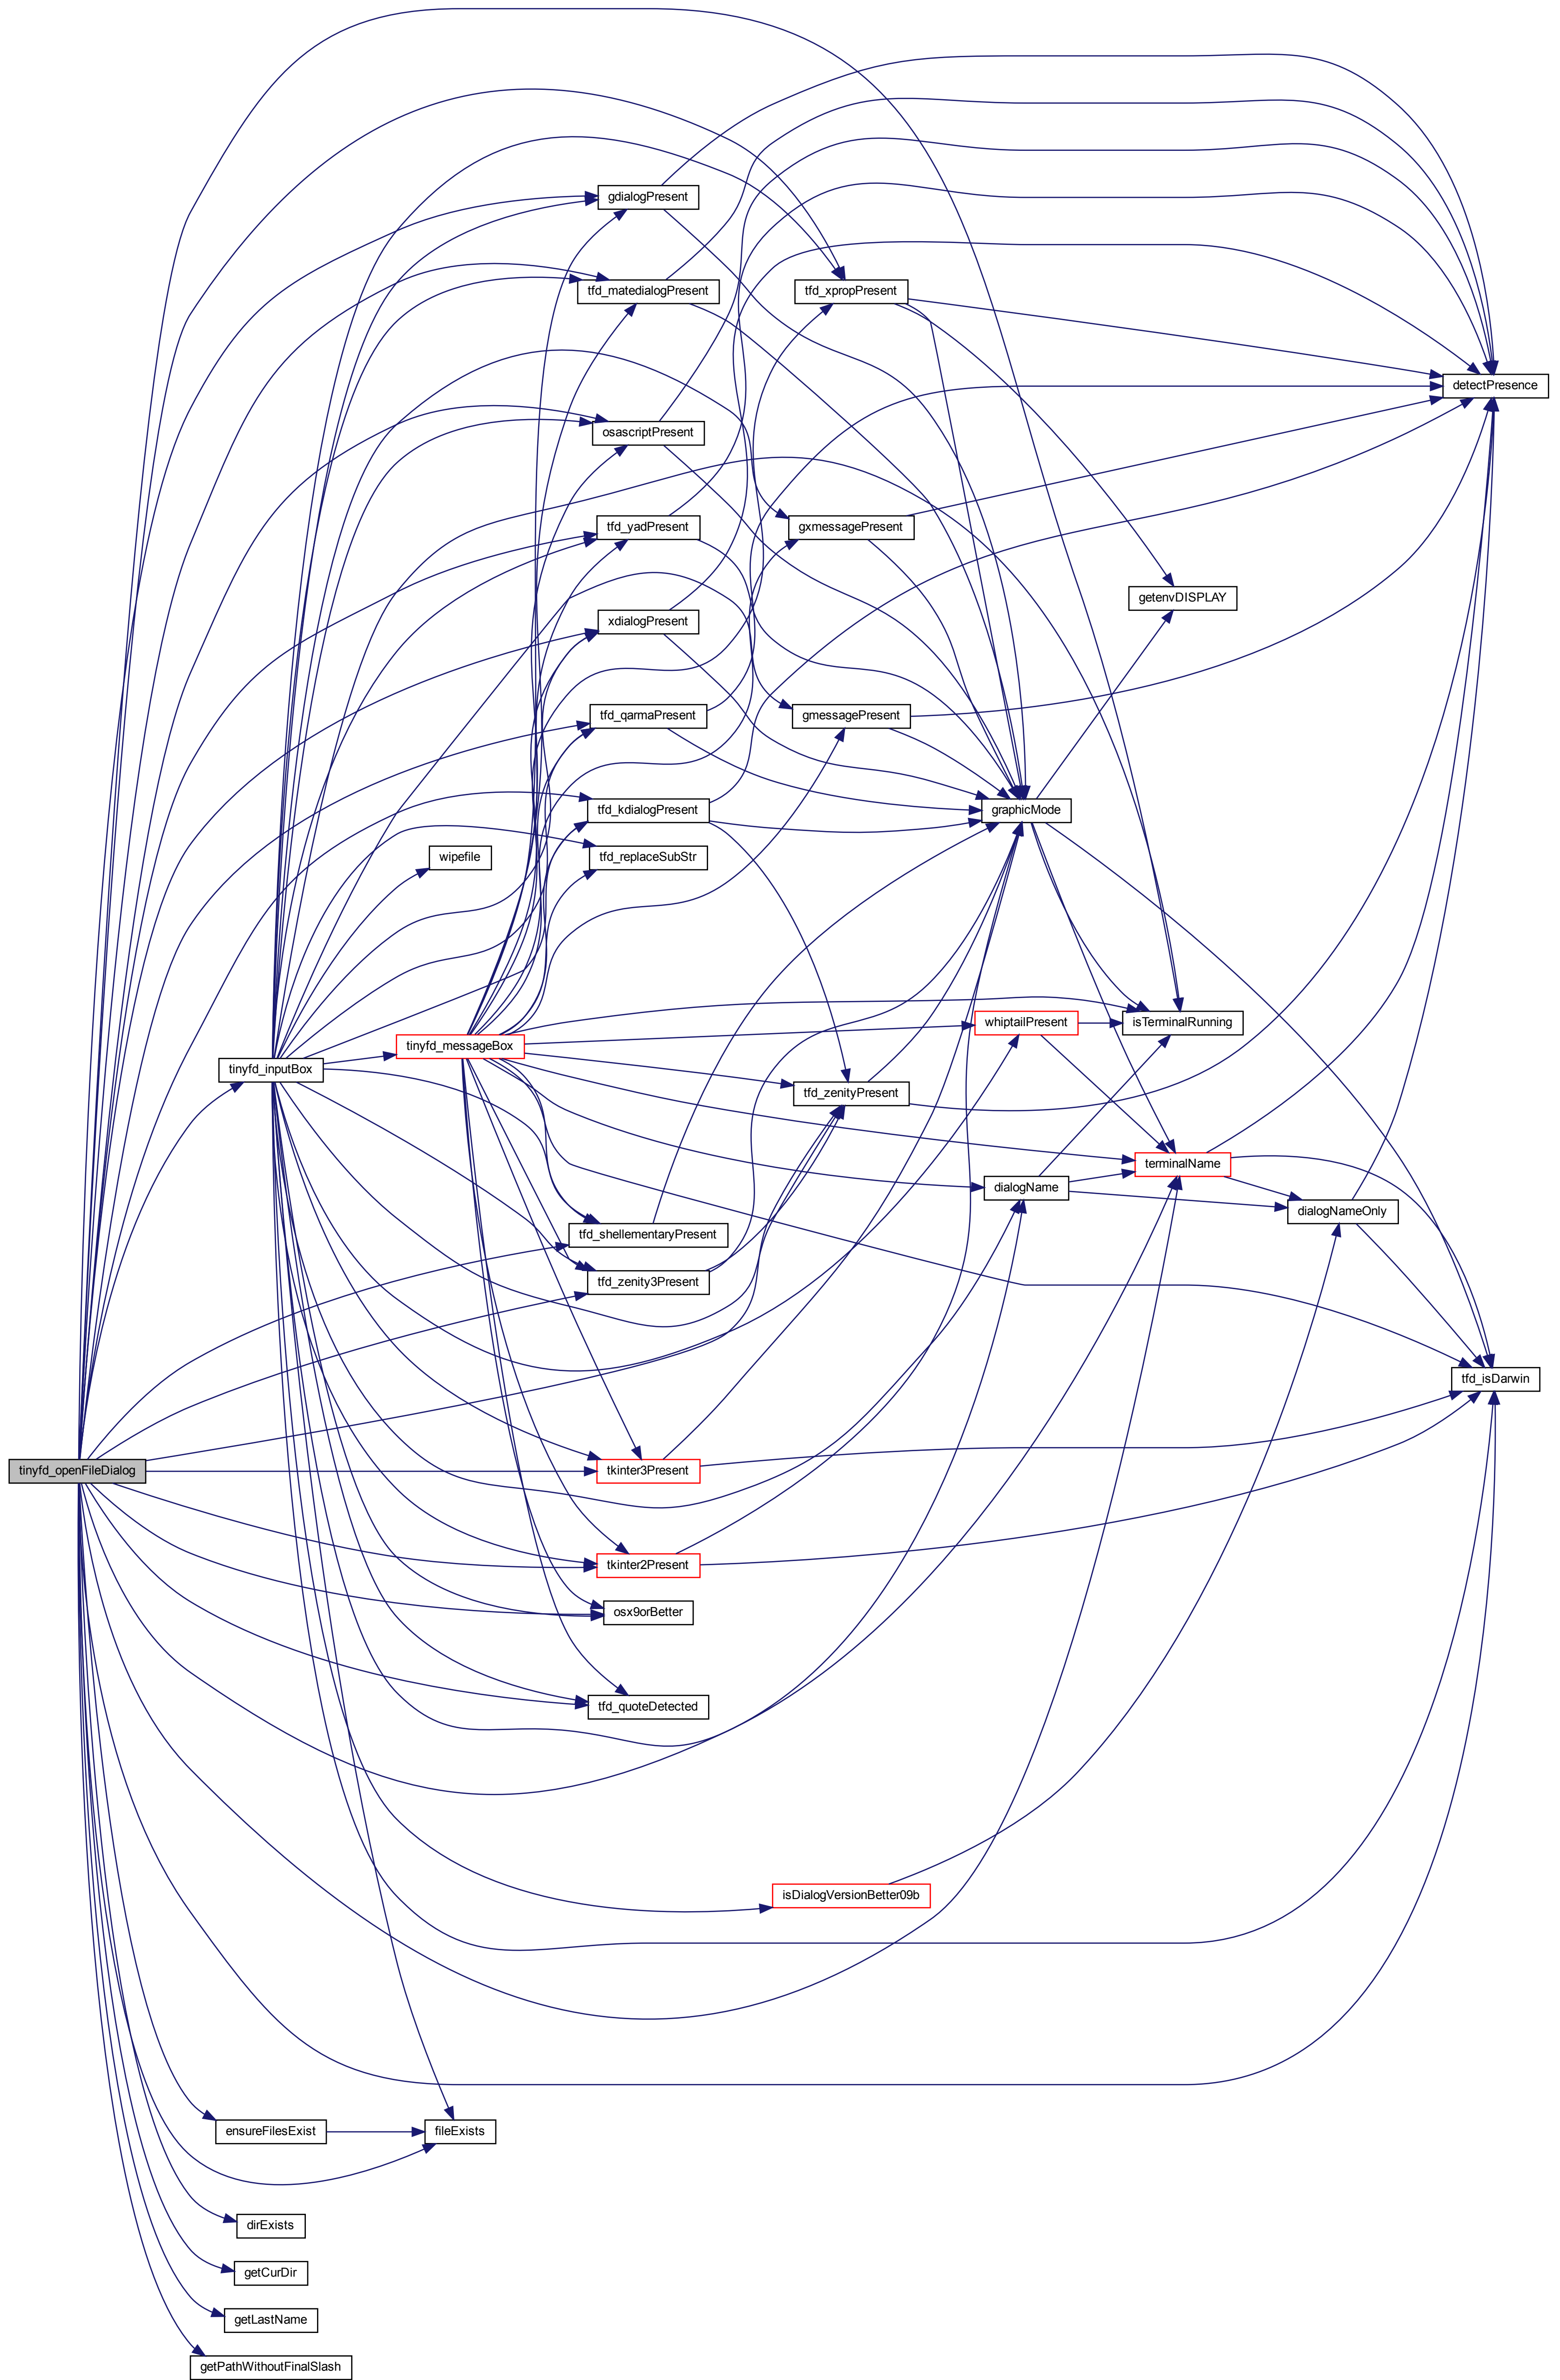 gdialogPresent
tfd_matedialogPresent
tfd_xpropPresent
detectPresence
osascriptPresent
tfd_yadPresent
gxmessagePresent
getenvDISPLAY
xdialogPresent
tfd_qarmaPresent
gmessagePresent
tfd_kdialogPresent
graphicMode
wipefile
tfd_replaceSubStr
tinyfd_messageBox
whiptailPresent
isTerminalRunning
tinyfd_inputBox
tfd_zenityPresent
terminalName
dialogName
dialogNameOnly
tfd_shellementaryPresent
tfd_zenity3Present
tfd_isDarwin
tinyfd_openFileDialog
tkinter3Present
tkinter2Present
osx9orBetter
tfd_quoteDetected
isDialogVersionBetter09b
ensureFilesExist
fileExists
dirExists
getCurDir
getLastName
getPathWithoutFinalSlash